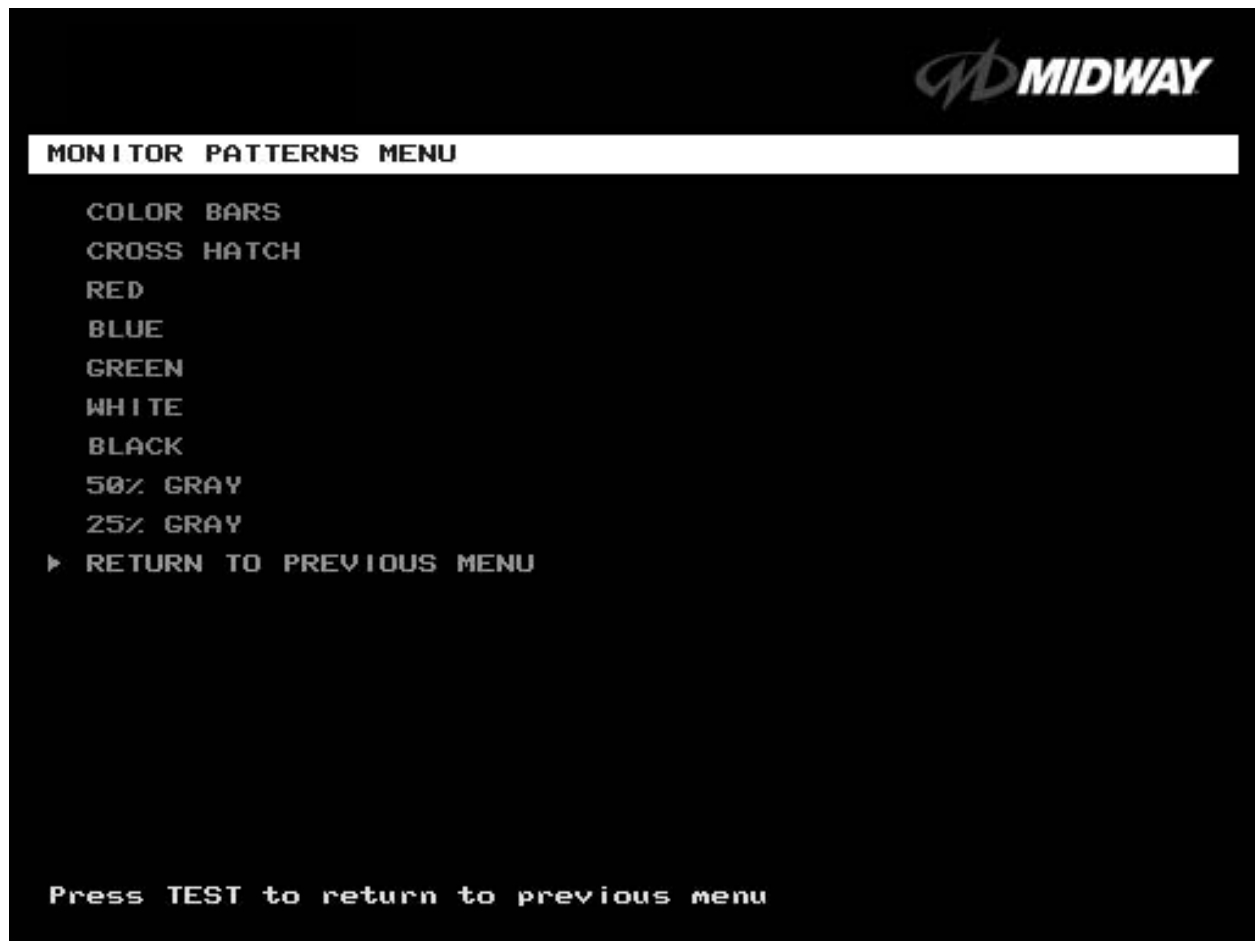 MIDWAY
MONITOR PATTERNS MENU
COLOR BARS
CROSS HATCH
RED
BLUE
GREEN
WHITE
BLACK
50% GRAY
25% GRAY
RETURN TO PREVIOUS MENU
Press TEST to return to previous menu